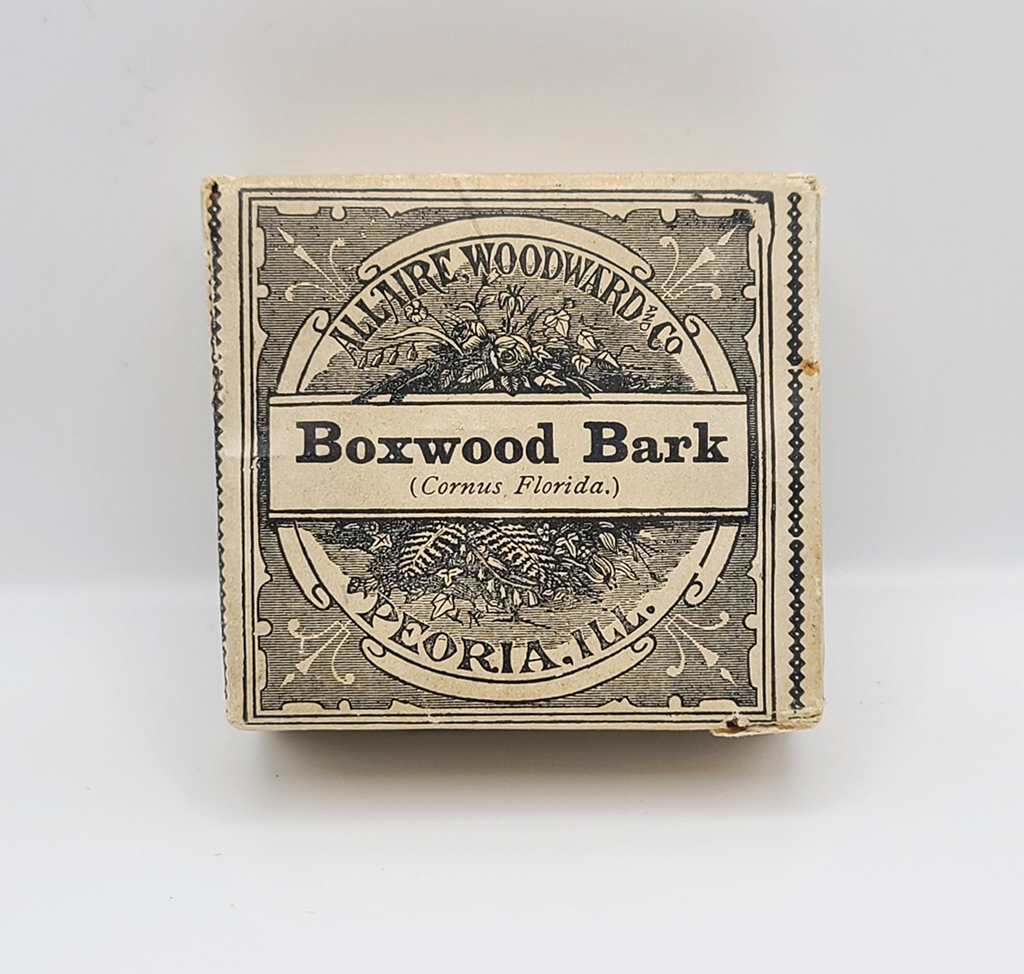 ALLAIRE, WOODWARD AND CO
Boxwood Bark
(Cornus Florida.)
PEORIA, ILL.